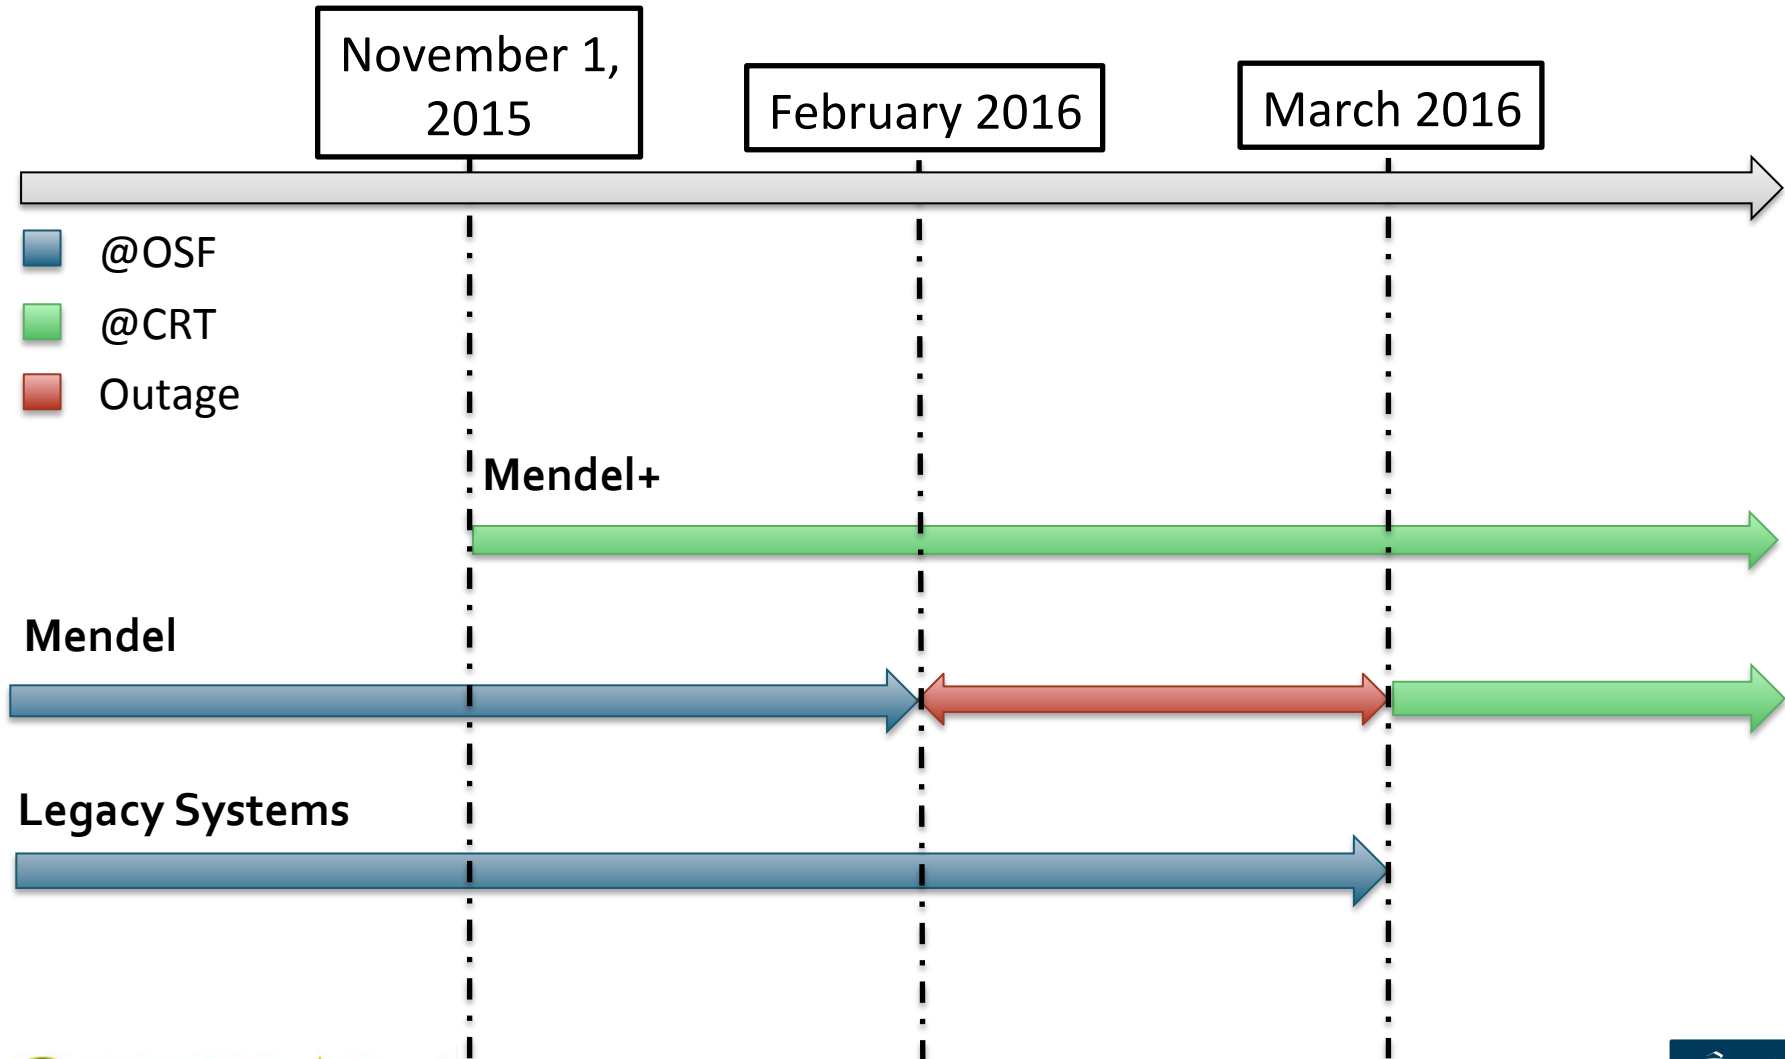 November 1,
2015
February 2016
March 2016
@OSF
@CRT
Outage
Mendel+
Mendel
Legacy Systems